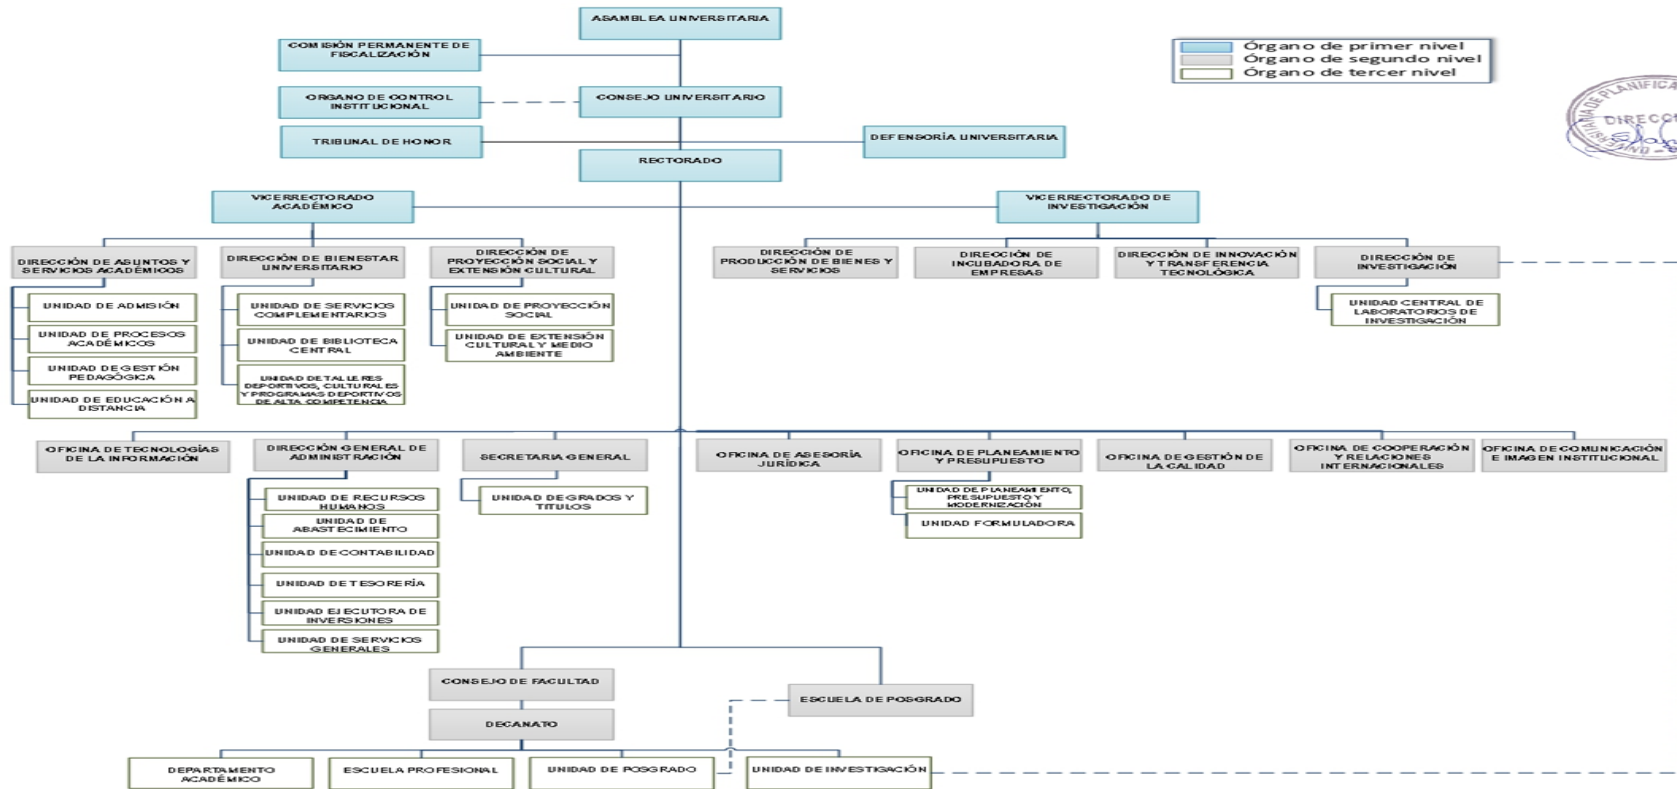 ASAMBLEA UNIVERSITARIA
COMISIÓN PERMANENTE DE
FISCALIZACIÓN
Órgano de primer nivel
Órgano de segundo nivel
Órgano de tercer nivel
ORGANO DE CONTROL
INSTITUCIONAL
CONSEJO UNIVERSITARIO
TRIBUNAL DE HONOR
DEFENSORÍA UNIVERSITARIA
RECTORADO
VICERRECTORADO
ACADÉMICO
VICERRECTORADO DE
INVESTIGACIÓN
DIRECCIÓN DE ASUNTOS Y
SERVICIOS ACADÉMICOS
DIRECCIÓN DE BIENESTAR
UNIVERSITARIO
DIRECCIÓN DE
PROYECCIÓN SOCIAL Y
EXTENSIÓN CULTURAL
DIRECCIÓN DE
PRODUCCIÓN DE BIENES Y
SERVICIOS
DIRECCIÓN DE
INCUBADORA DE
EMPRESAS
DIRECCIÓN DE INNOVACIÓN
Y TRANSFERENCIA
TECNOLÓGICA
DIRECCIÓN DE
INVESTIGACIÓN
UNIDAD DE ADMISIÓN
UNIDAD DE PROCESOS
ACADÉMICOS
UNIDAD DE GESTIÓN
PEDAGÓGICA
UNIDAD DE EDUCACIÓN A
DISTANCIA
UNIDAD DE SERVICIOS
COMPLEMENTARIOS
UNIDAD DE BIBLIOTECA
CENTRAL
UNIDAD DE TALLERES
DEPORTIVOS, CULTURALES
Y PROGRAMAS DEPORTIVOS
DE ALTA COMPETENCIA
UNIDAD DE PROYECCIÓN
SOCIAL
UNIDAD DE EXTENSIÓN
CULTURAL Y MEDIO
AMBIENTE
UNIDAD CENTRAL DE
LABORATORIOS DE
INVESTIGACIÓN
OFICINA DE TECNOLOGÍAS
DE LA INFORMACIÓN
DIRECCIÓN GENERAL DE
ADMINISTRACIÓN
SECRETARIA GENERAL
OFICINA DE ASESORÍA
JURÍDICA
OFICINA DE PLANEAMIENTO
Y PRESUPUESTO
OFICINA DE GESTIÓN DE
LA CALIDAD
OFICINA DE COOPERACIÓN
Y RELACIONES
INTERNACIONALES
OFICINA DE COMUNICACIÓN
E IMAGEN INSTITUCIONAL
UNIDAD DE RECURSOS
HUMANOS
UNIDAD DE
ABASTECIMIENTO
UNIDAD DE CONTABILIDAD
UNIDAD DE TESORERÍA
UNIDAD EJECUTORA DE
INVERSIONES
UNIDAD DE SERVICIOS
GENERALES
UNIDAD DE GRADOS Y
TITULOS
UNIDAD DE PLANEAMIENTO,
PRESUPUESTO Y
MODERNIZACIÓN
UNIDAD FORMULADORA
CONSEJO DE FACULTAD
DECANATO
ESCUELA DE POSGRADO
DEPARTAMENTO
ACADÉMICO
ESCUELA PROFESIONAL
UNIDAD DE POSGRADO
UNIDAD DE INVESTIGACIÓN